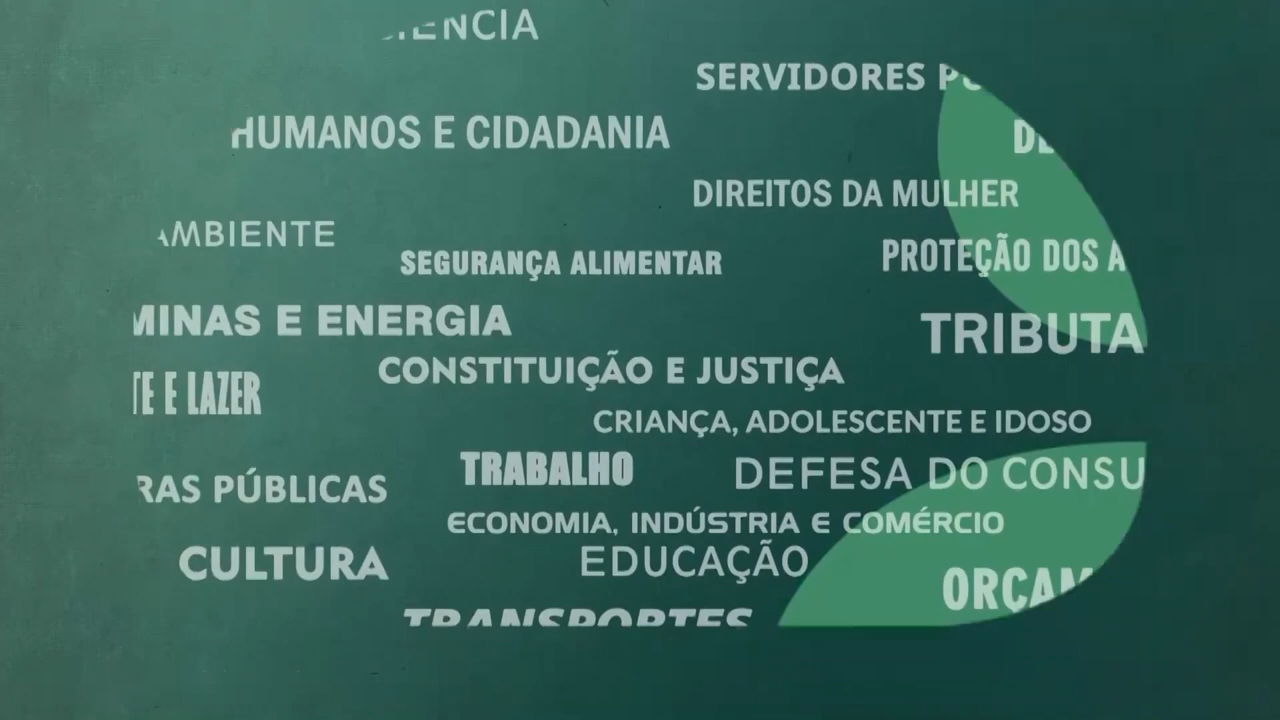 SERVIDORES
HUMANOS E CIDADANIA
DIREITOS DA MULHER
AMBIENTE
SEGURANÇA ALIMENTAR
PROTEÇÃO DOS A
MINAS E ENERGIA
TRIBUTA
CONSTITUIÇÃO E JUSTIÇA
E LAZER
CRIANÇA, ADOLESCENTE E IDOSO
TRABALHO
DEFESA DO CONSU
RAS PÚBLICAS
ECONOMIA, INDÚSTRIA E COMÉRCIO
EDUCAÇÃO
CULTURA
ORÇAM
TRANSPORTES